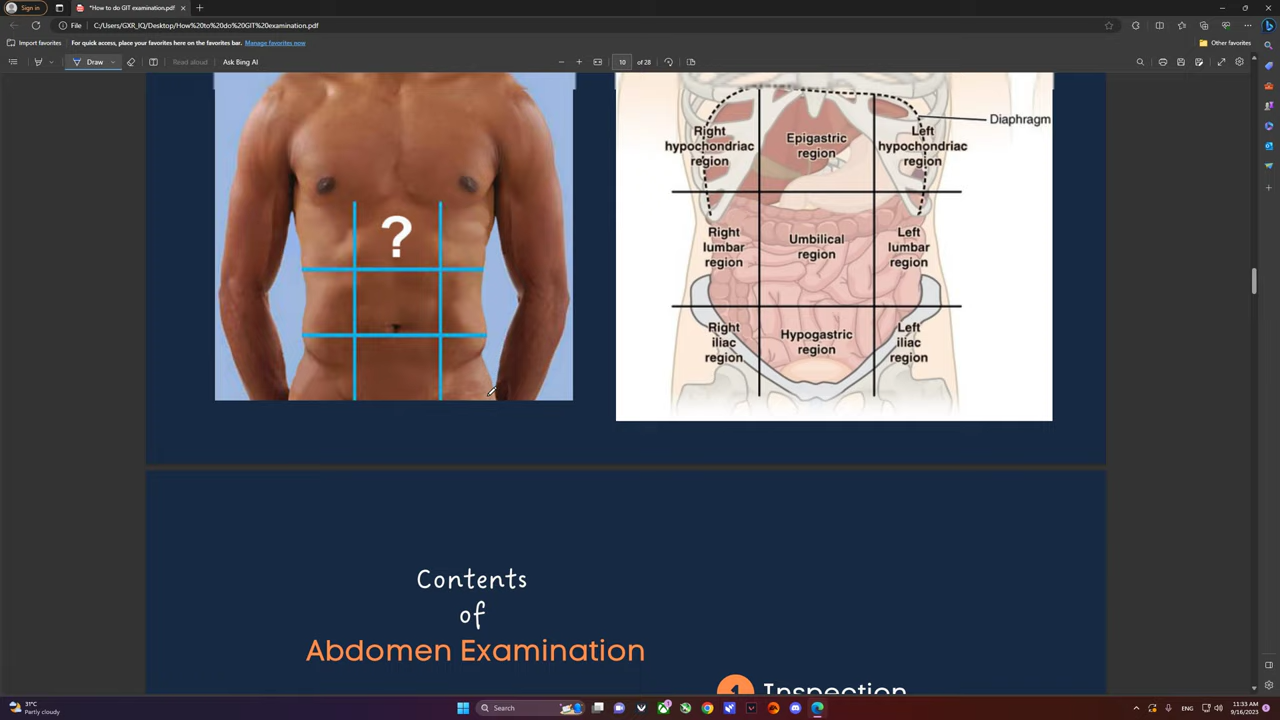 Sign in
*How to do GIT examination.pdf
File
C:/Users/GXR_IQ/Desktop/How%20to%20do%20GIT%20examination.pdf
Import favorites
For quick access, place your favorites here on the favorites bar.
Manage favorites now
Other favorites
Draw
Read aloud
Ask Bing AI
10
of 28
?
Diaphragm
Right
hypochondriac
region
Epigastric
region
Left
hypochondriac
region
Right
lumbar
region
Umbilical
region
Left
lumbar
region
Right
iliac
region
Hypogastric
region
Left
iliac
region
Contents
of
Abdomen Examination
1 Inspection
31°C
Partly cloudy
Search
ENG
11:33 AM
9/16/2023